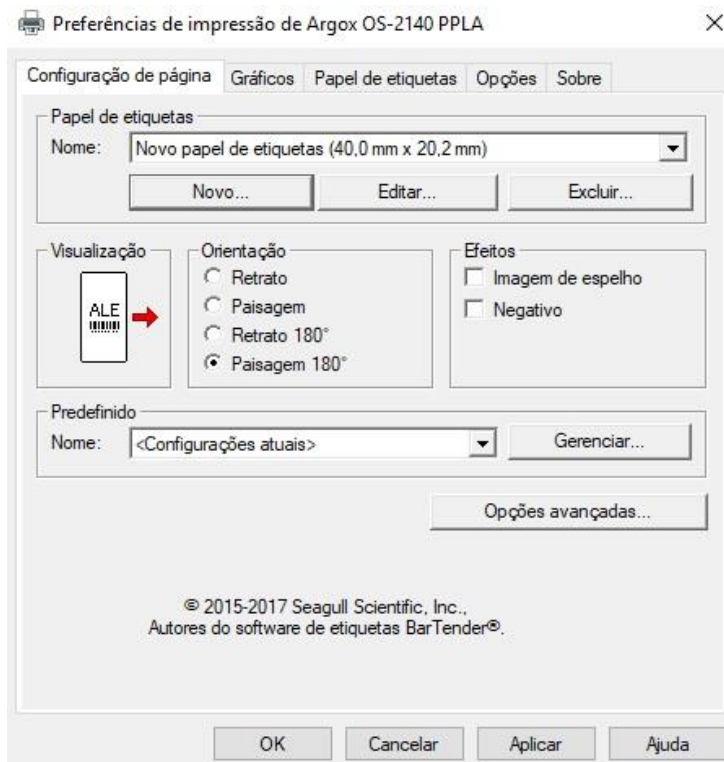 Preferências de impressão de Argox OS-2140 PPLA
Configuração de página Gráficos Papel de etiquetas Opções Sobre
Papel de etiquetas
Nome: Novo papel de etiquetas (40,0 mm x 20,2 mm)
Novo... Editar... Excluir...
Visualização
ALE
Orientação
Retrato
Paisagem
Retrato 180°
Paisagem 180°
Efeitos
Imagem de espelho
Negativo
Predefinido
Nome: <Configurações atuais> Gerenciar...
Opções avançadas...
© 2015-2017 Seagull Scientific, Inc.,
Autores do software de etiquetas BarTender®.
OK Cancelar Aplicar Ajuda